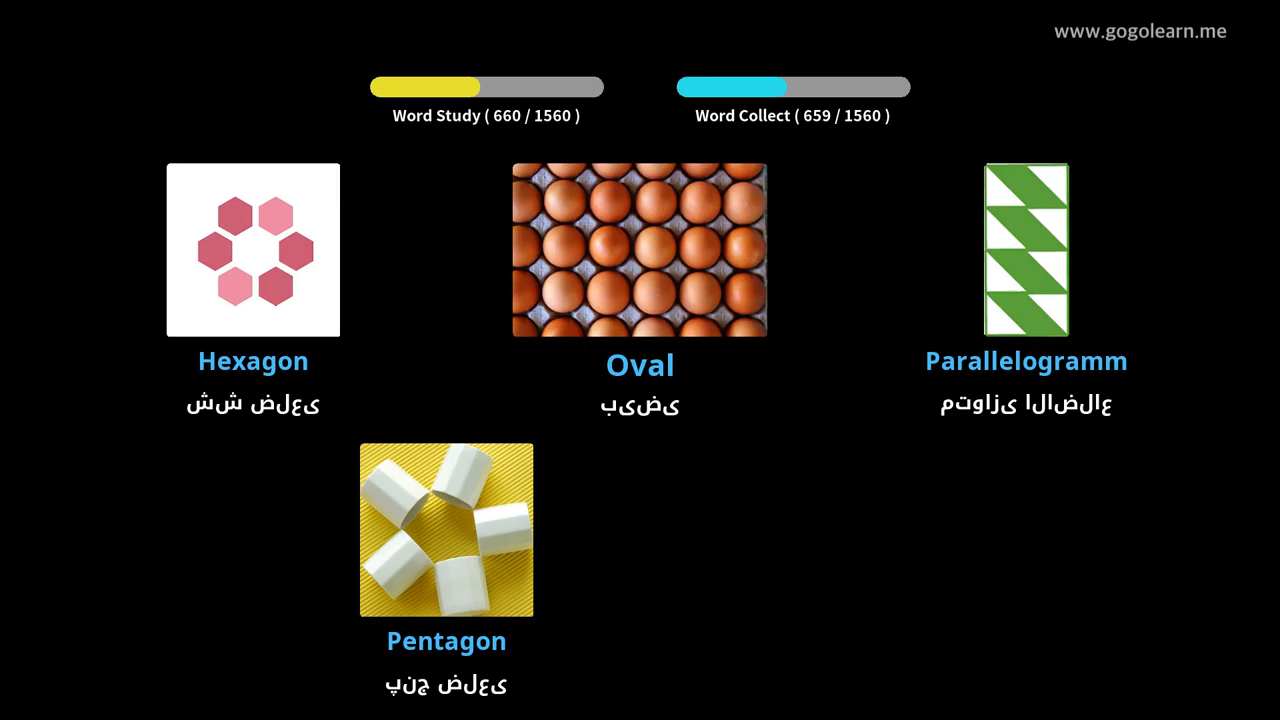 www.gogolearn.me
Word Study ( 660 / 1560 )
Word Collect ( 659 / 1560 )
Hexagon
شش ضلعی
Oval
بیضی
Parallelogramm
متوازی الاضلاع
Pentagon
پنج ضلعی